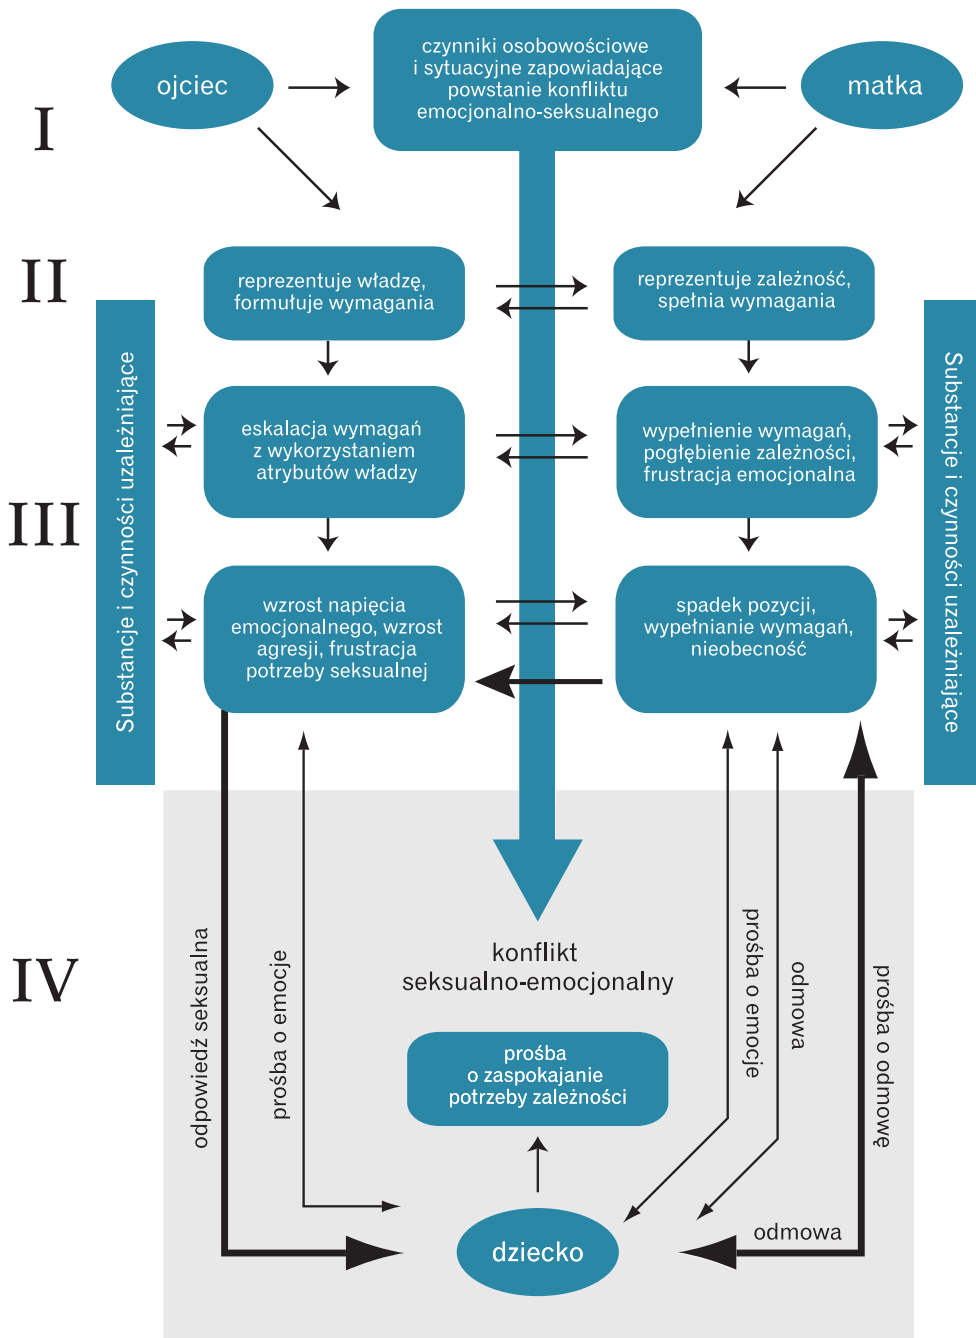 ojciec
czynniki osobowościowe
i sytuacyjne zapowiadające
powstanie konfliktu
emocjonalno-seksualnego
matka
I
II
reprezentuje władzę,
formułuje wymagania
reprezentuje zależność,
spełnia wymagania
Substancje i czynności uzależniające
eskalacja wymagań
z wykorzystaniem
atrybutów władzy
wypełnienie wymagań,
pogłębienie zależności,
frustracja emocjonalna
Substancje i czynności uzależniające
III
wzrost napięcia
emocjonalnego, wzrost
agresji, frustracja
potrzeby seksualnej
spadek pozycji,
wypełnianie wymagań,
nieobecność
IV
odpowiedź seksualna
prośba o emocje
konflikt
seksualno-emocjonalny
prośba o emocje
odmowa
prośba o odmowę
prośba
o zaspokajanie
potrzeby zależności
odmowa
dziecko